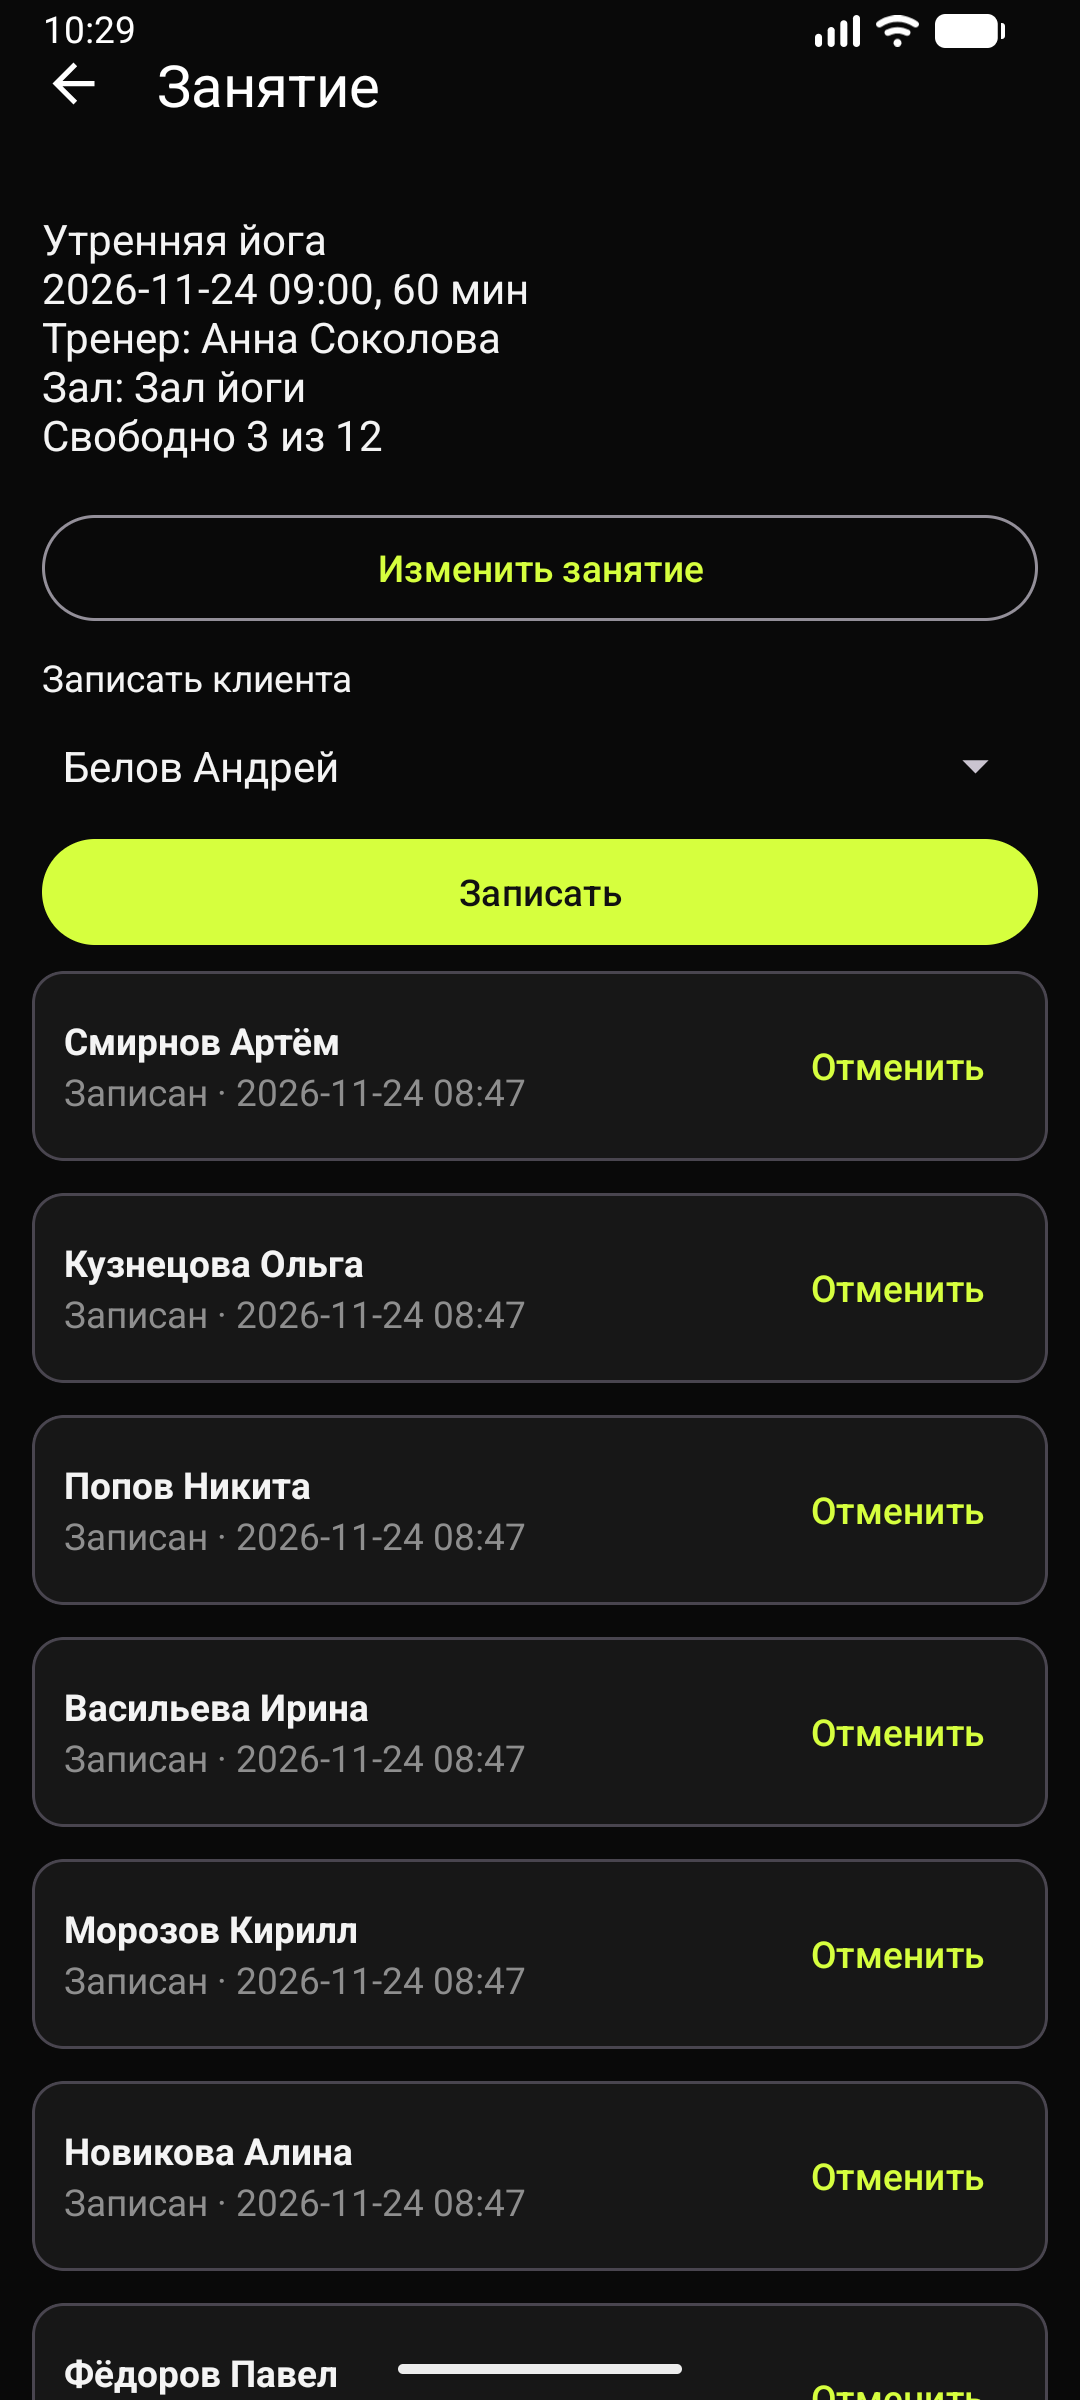 10:29
Занятие
Утренняя йога
2026-11-24 09:00, 60 мин
Тренер: Анна Соколова
Зал: Зал йоги
Свободно 3 из 12
Изменить занятие
Записать клиента
Белов Андрей
Записать
Смирнов Артём
Записан · 2026-11-24 08:47
Отменить
Кузнецова Ольга
Записан · 2026-11-24 08:47
Отменить
Попов Никита
Записан · 2026-11-24 08:47
Отменить
Васильева Ирина
Записан · 2026-11-24 08:47
Отменить
Морозов Кирилл
Записан · 2026-11-24 08:47
Отменить
Новикова Алина
Записан · 2026-11-24 08:47
Отменить
Фёдоров Павел
Отменить